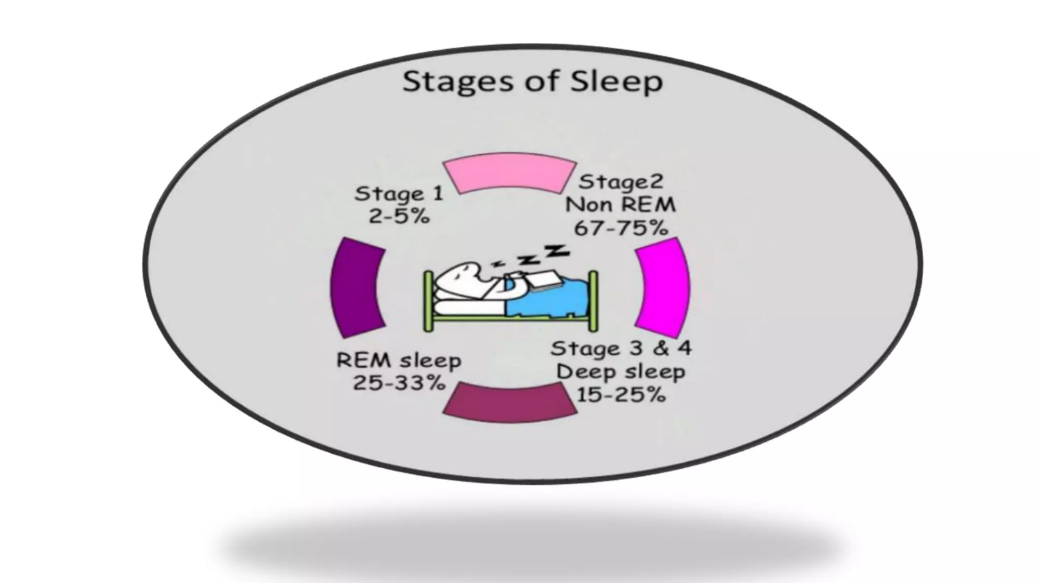 Stages of Sleep
Stage 1
2-5%
Stage2
Non REM
67-75%
z z z
REM sleep
25-33%
Stage 3 & 4
Deep sleep
15-25%